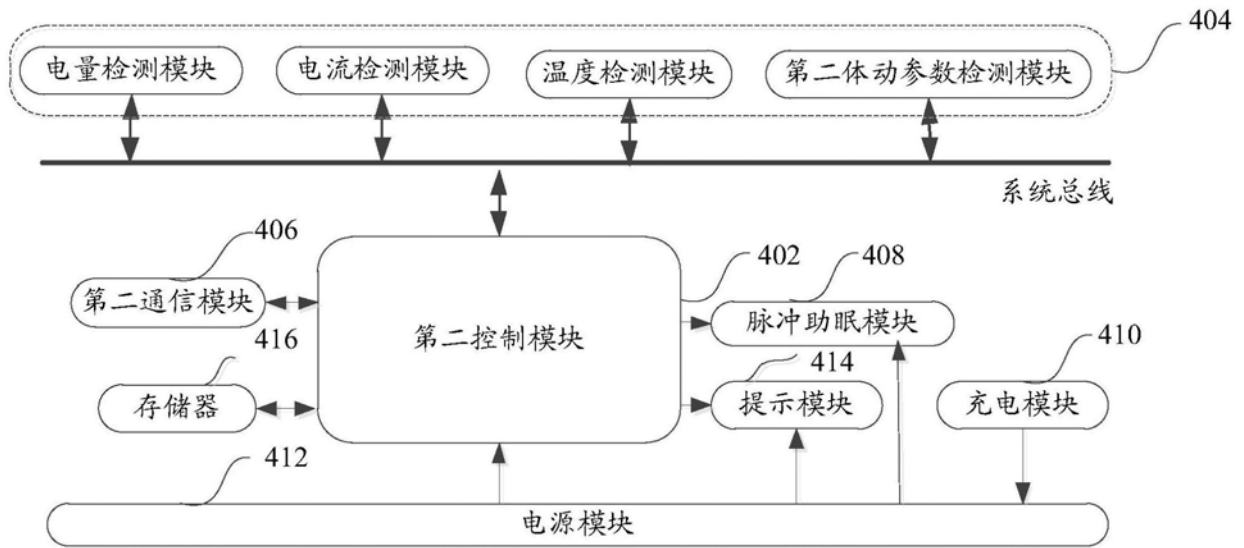 404
电量检测模块 电流检测模块 温度检测模块 第二体动参数检测模块
系统总线
406
402
408
第二通信模块
第二控制模块
脉冲助眠模块
416
414
410
存储器
提示模块
充电模块
412
电源模块